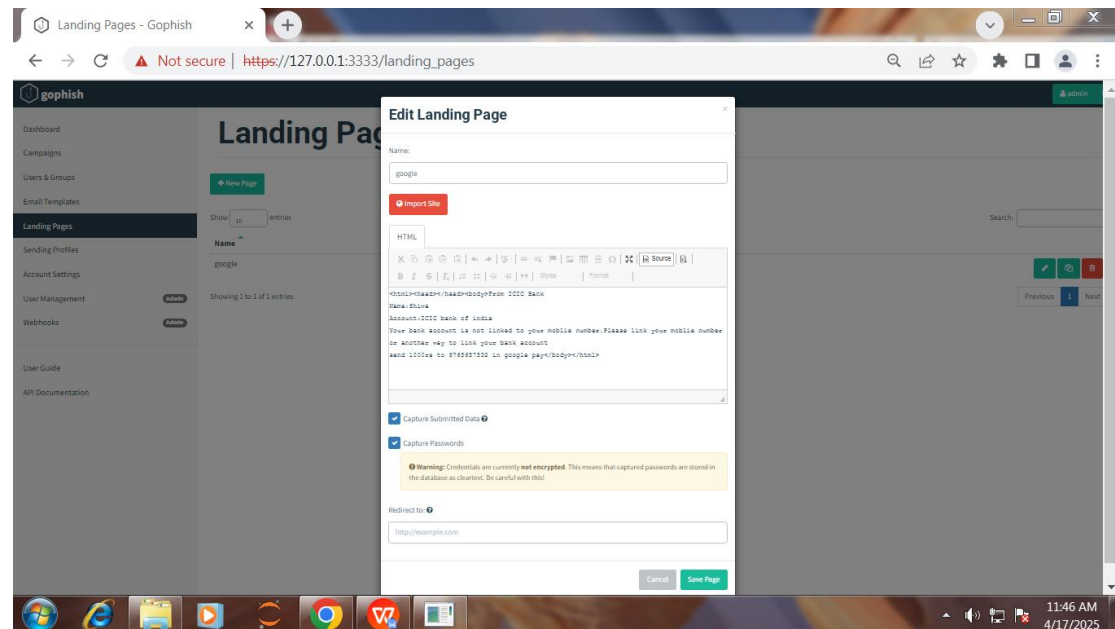 Landing Pages - Gophish
Not secure | https://127.0.0.1:3333/landing_pages
gophish
admin
Dashboard
Campaigns
Users & Groups
Email Templates
Landing Pages
Sending Profiles
Account Settings
User Management Admin
Webhooks Admin
User Guide
API Documentation
Landing Pag
+ New Page
Show 10 entries
Search:
Name
google
Showing 1 to 1 of 1 entries
Previous 1 Next
Edit Landing Page
×
Name:
google
Import Site
HTML
Source
B I S
Styles
Format
<html><head></head><body>From ICIC Bank
Name:Shiva
Account:ICIC bank of india
Your bank account is not linked to your moblie number.Please link your moblie number
or another way to link your bank account
send 1000rs to in google pay</body></html>
Capture Submitted Data
Capture Passwords
Warning: Credentials are currently not encrypted. This means that captured passwords are stored in
the database as cleartext. Be careful with this!
Redirect to:
http://example.com
Cancel
Save Page
11:46 AM
4/17/2025